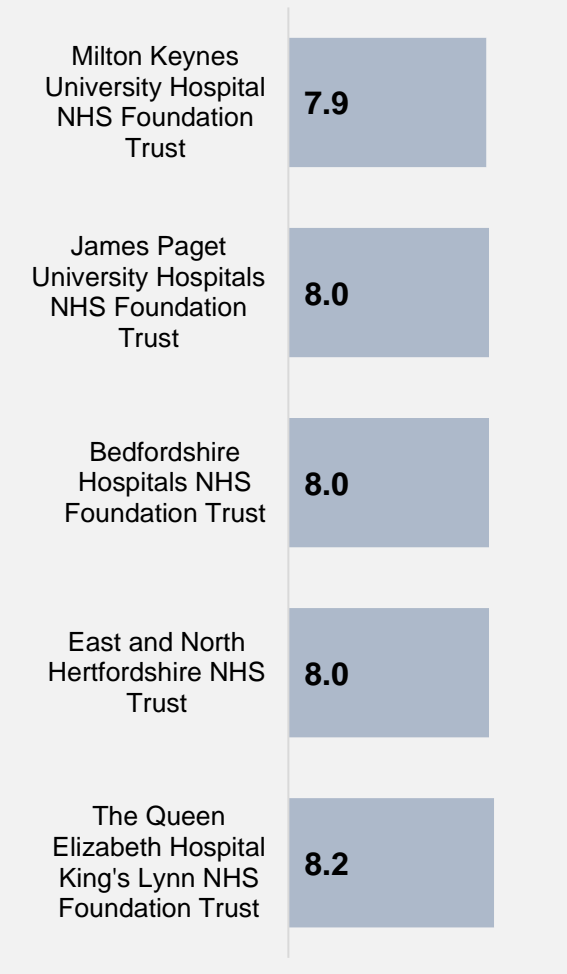 Milton Keynes
University Hospital
NHS Foundation
Trust
7.9
James Paget
University Hospitals
NHS Foundation
Trust
8.0
Bedfordshire
Hospitals NHS
Foundation Trust
8.0
East and North
Hertfordshire NHS
Trust
8.0
The Queen
Elizabeth Hospital
King's Lynn NHS
Foundation Trust
8.2